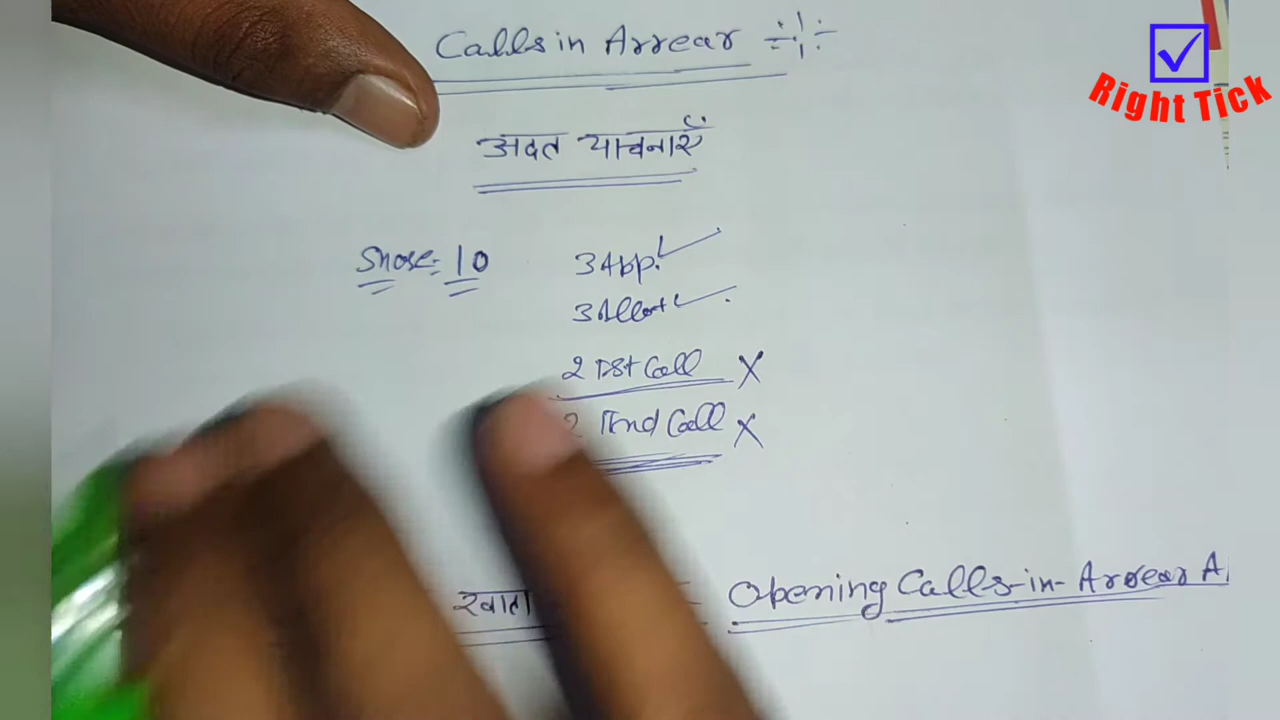 Calls in Arrear
अदत याचनाएँ
Share:- 10
3 App.
3 Allot
2 Ist Call X
2 IInd Call X
खाता
Opening Calls-in-Arrear A
Right Tick